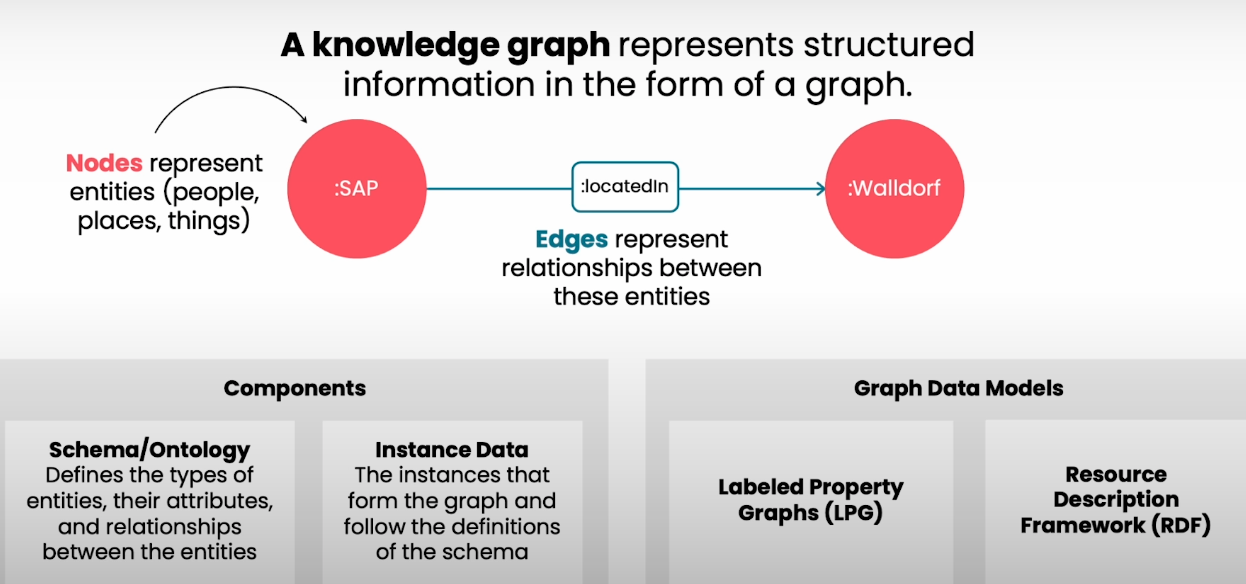 A knowledge graph represents structured
information in the form of a graph.
Nodes represent
entities (people,
places, things)
:SAP
:locatedIn
:Walldorf
Edges represent
relationships between
these entities
Components
Schema/Ontology
Defines the types of
entities, their attributes,
and relationships
between the entities
Instance Data
The instances that
form the graph and
follow the definitions
of the schema
Graph Data Models
Labeled Property
Graphs (LPG)
Resource
Description
Framework (RDF)